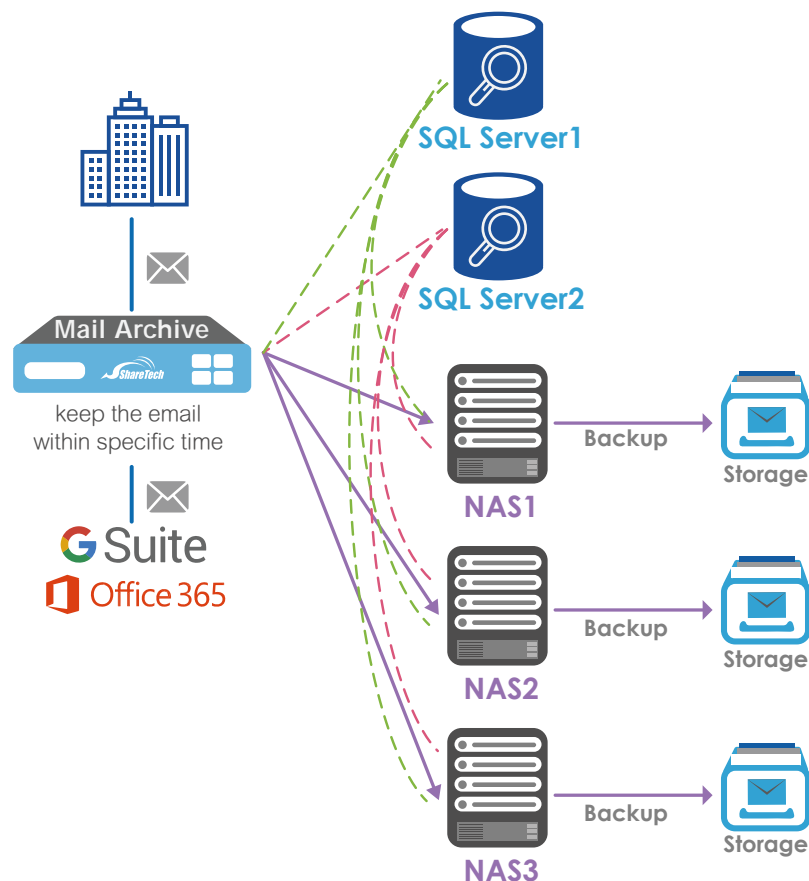 SQL Server1
SQL Server2
Mail Archive
ShareTech
keep the email
within specific time
G Suite
Office 365
NAS1
Backup
Storage
NAS2
Backup
Storage
NAS3
Backup
Storage